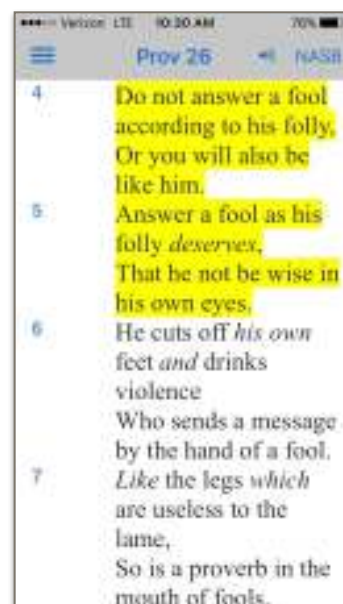 Verizon LTE 10:30 AM 76%
Prov 26 NASB
4 Do not answer a fool
according to his folly,
Or you will also be
like him.
5 Answer a fool as his
folly deserves,
That he not be wise in
his own eyes.
6 He cuts off his own
feet and drinks
violence
Who sends a message
by the hand of a fool.
7 Like the legs which
are useless to the
lame,
So is a proverb in the
mouth of fools.